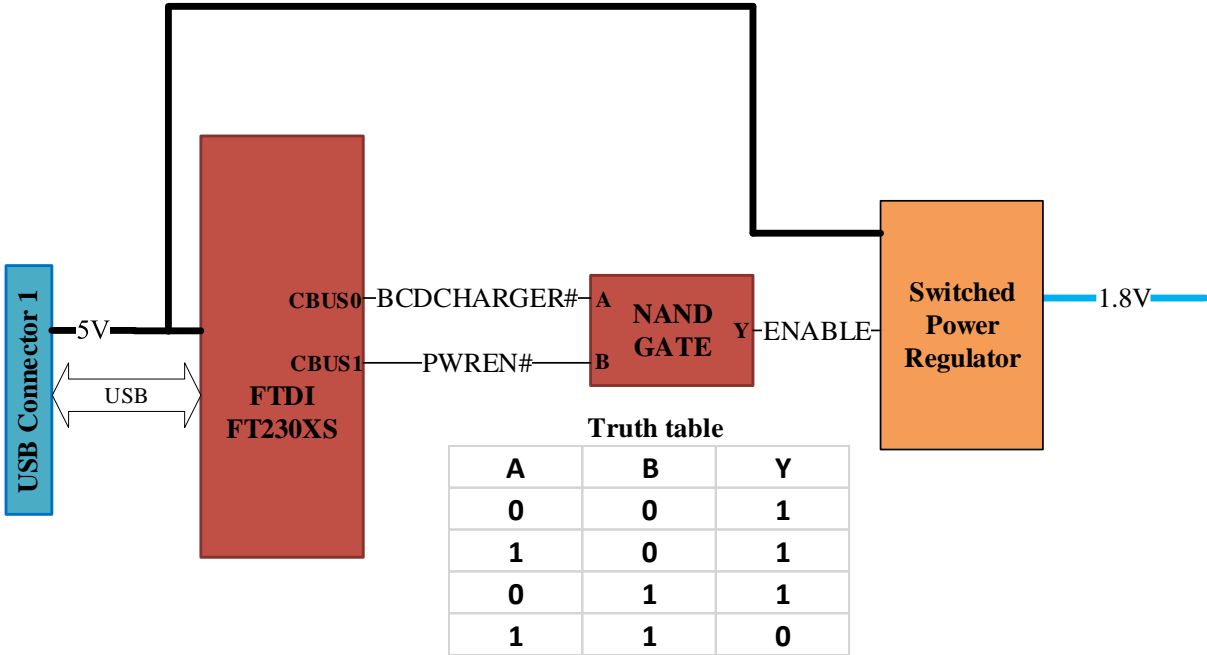 USB Connector 1
5V
USB
CBUS0
CBUS1
FTDI
FT230XS
BCDCHARGER#
PWREN#
A
B
NAND
GATE
Y
ENABLE
Switched
Power
Regulator
1.8V
Truth table
A B Y
0 0 1
1 0 1
0 1 1
1 1 0